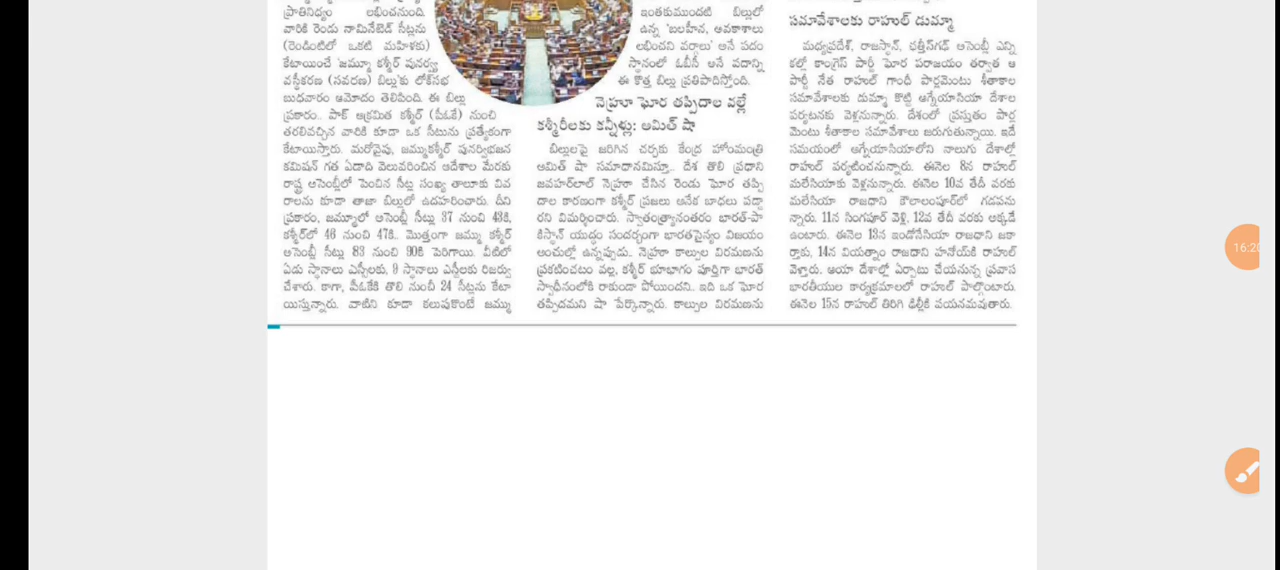 ప్రాతినిధ్యం లభించనుంది.
వారికి రెండు నామినేటెడ్ సీట్లను
(రెండింటిలో ఒకటి మహిళకు)
కేటాయించే 'జమ్మూ కశ్మీర్ పునర్వ్య
వస్థీకరణ (సవరణ) బిల్లు'కు లోక్‌సభ
బుధవారం ఆమోదం తెలిపింది. ఈ బిల్లు
ప్రకారం.. పాక్ ఆక్రమిత కశ్మీర్ (పీఓకే) నుంచి
తరలివచ్చిన వారికి కూడా ఒక సీటును ప్రత్యేకంగా
కేటాయిస్తారు. మరోవైపు, జమ్ముకశ్మీర్ పునర్విభజన
కమిషన్ గత ఏడాది వెలువరించిన ఆదేశాల మేరకు
రాష్ట్ర అసెంబ్లీలో పెంచిన సీట్ల సంఖ్య తాలూకు వివ
రాలను కూడా తాజా బిల్లులో ఉదహరించారు. దీని
ప్రకారం, జమ్మూలో అసెంబ్లీ సీట్లు 37 నుంచి 43కి,
కశ్మీర్‌లో 46 నుంచి 47కి.. మొత్తంగా జమ్ము కశ్మీర్
అసెంబ్లీ సీట్లు 83 నుంచి 90కి పెరిగాయి. వీటిలో
ఏడు స్థానాలు ఎస్సీలకు, 9 స్థానాలు ఎస్టీలకు రిజర్వు
చేశారు. కాగా, పీఓకేకి తొలి నుంచీ 24 సీట్లను కేటా
యిస్తున్నారు. వాటిని కూడా కలుపుకొంటే జమ్ము
ఇంతకుముందటి బిల్లులో
ఉన్న 'బలహీన, అవకాశాలు
లభించని వర్గాలు' అనే పదం
స్థానంలో ఓబీసీ అనే పదాన్ని
ఈ కొత్త బిల్లు ప్రతిపాదిస్తోంది.
నెహ్రూ ఘోర తప్పిదాల వల్లే
కశ్మీరీలకు కన్నీళ్లు: అమిత్ షా
బిల్లులపై జరిగిన చర్చకు కేంద్ర హోంమంత్రి
అమిత్ షా సమాధానమిస్తూ.. దేశ తొలి ప్రధాని
జవహర్‌లాల్ నెహ్రూ చేసిన రెండు ఘోర తప్పి
దాల కారణంగా కశ్మీర్ ప్రజలు అనేక బాధలు పడ్డా
రని విమర్శించారు. స్వాతంత్ర్యానంతరం భారత్-పా
కిస్థాన్ యుద్ధం సందర్భంగా భారతసైన్యం విజయం
అంచుల్లో ఉన్నప్పుడు.. నెహ్రూ కాల్పుల విరమణను
ప్రకటించటం వల్ల, కశ్మీర్ భూభాగం పూర్తిగా భారత్
స్వాధీనంలోకి రాకుండా పోయిందని.. ఇది ఒక ఘోర
తప్పిదమని షా పేర్కొన్నారు. కాల్పుల విరమణను
సమావేశాలకు రాహుల్ డుమ్మా
మధ్యప్రదేశ్, రాజస్థాన్, ఛత్తీస్‌గఢ్ అసెంబ్లీ ఎన్ని
కల్లో కాంగ్రెస్ పార్టీ ఘోర పరాజయం తర్వాత ఆ
పార్టీ నేత రాహుల్ గాంధీ పార్లమెంటు శీతాకాల
సమావేశాలకు డుమ్మా కొట్టి ఆగ్నేయాసియా దేశాల
పర్యటనకు వెళ్లనున్నారు. దేశంలో ప్రస్తుతం పార్ల
మెంటు శీతాకాల సమావేశాలు జరుగుతున్నాయి. ఇదే
సమయంలో ఆగ్నేయాసియాలోని నాలుగు దేశాల్లో
రాహుల్ పర్యటించనున్నారు. ఈనెల 8న రాహుల్
మలేసియాకు వెళ్లనున్నారు. ఈనెల 10వ తేదీ వరకు
మలేసియా రాజధాని కౌలాలంపూర్‌లో గడపను
న్నారు. 11న సింగపూర్ వెళ్లి, 12వ తేదీ వరకు అక్కడే
ఉంటారు. ఈనెల 13న ఇండోనేసియా రాజధాని జకా
ర్తాకు, 14న వియత్నాం రాజధాని హనోయ్‌కి రాహుల్
వెళ్తారు. ఆయా దేశాల్లో ఏర్పాటు చేయనున్న ప్రవాస
భారతీయుల కార్యక్రమాలలో రాహుల్ పాల్గొంటారు.
ఈనెల 15న రాహుల్ తిరిగి ఢిల్లీకి పయనమవుతారు.
16:20